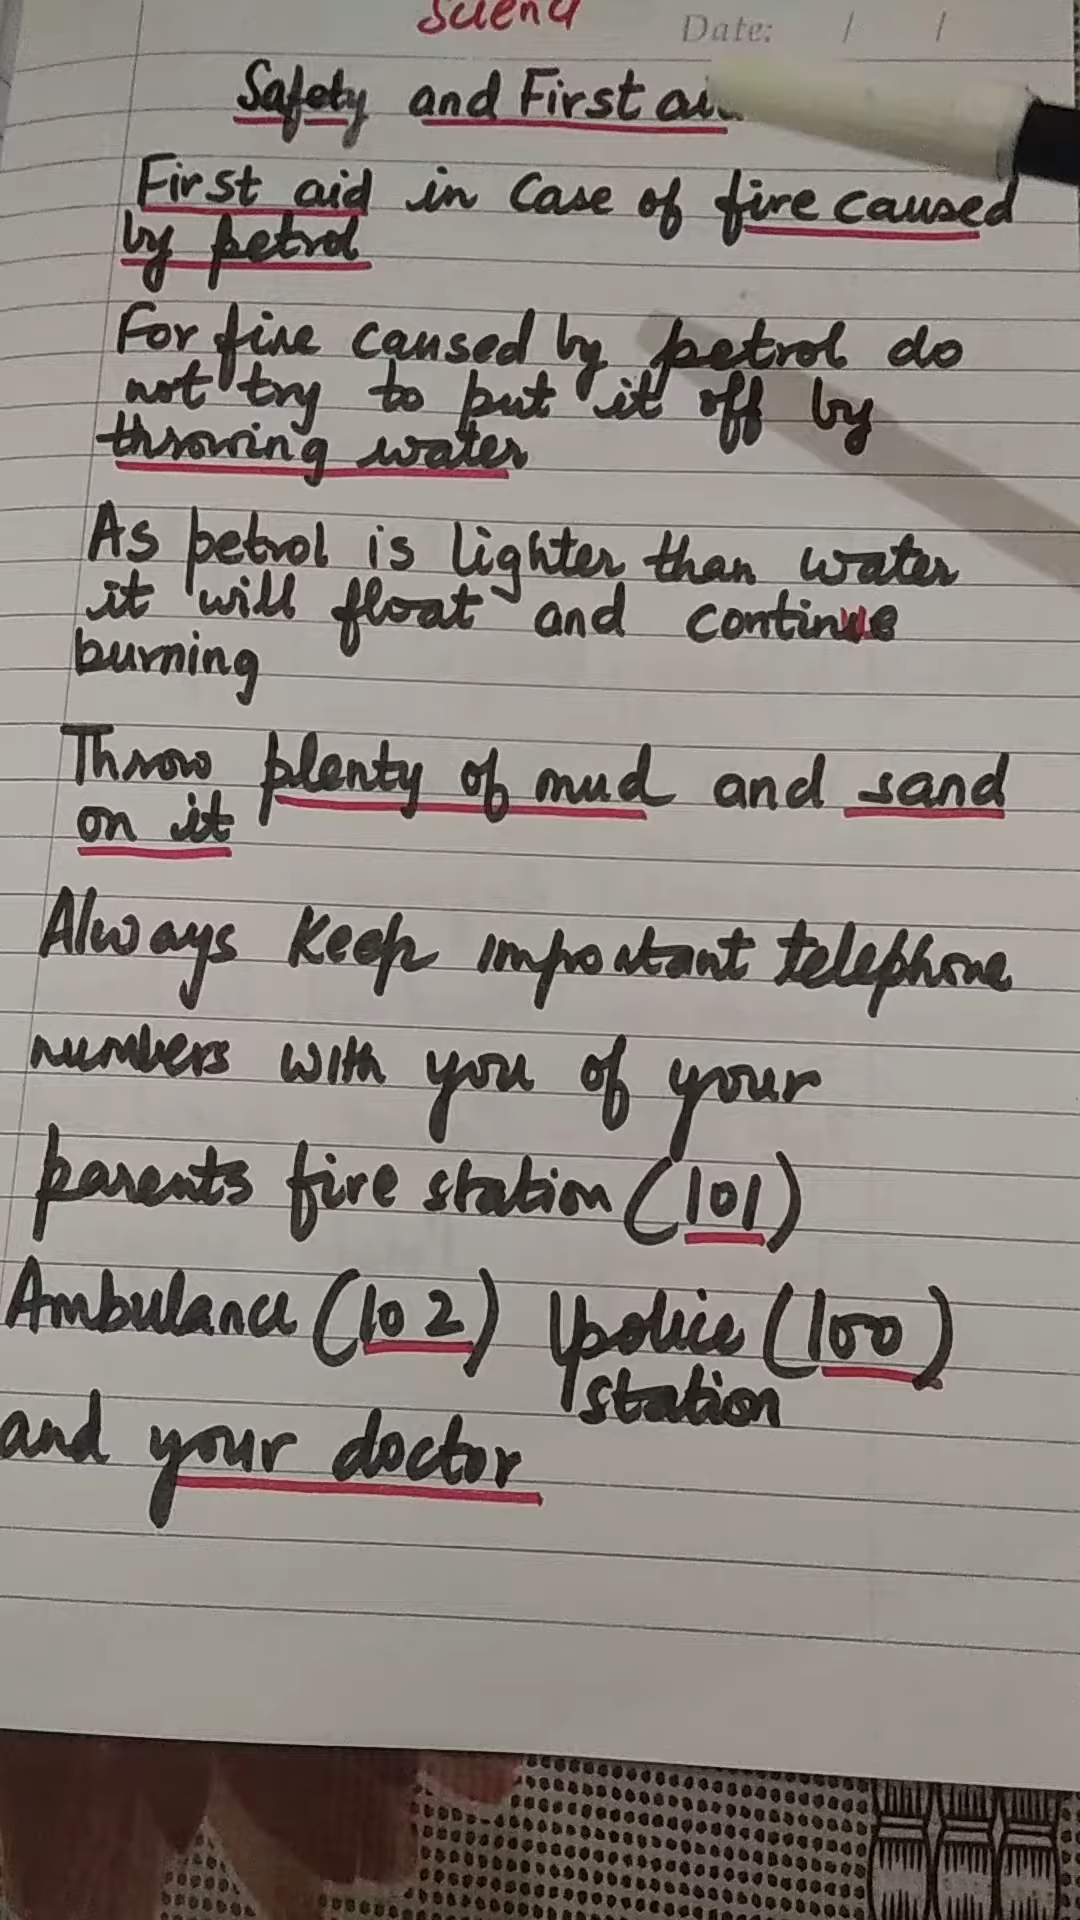 Science
Date: / /
Safety and First
First aid in case of fire caused
by petrol
For fire caused by petrol do
not try to put it off by
throwing water
As petrol is lighter than water
it will float and continue
burning
Throw plenty of mud and sand
on it
Always Keep important telephone
numbers with you of your
parents fire station (101)
Ambulance (102) police (100)
station
and your doctor